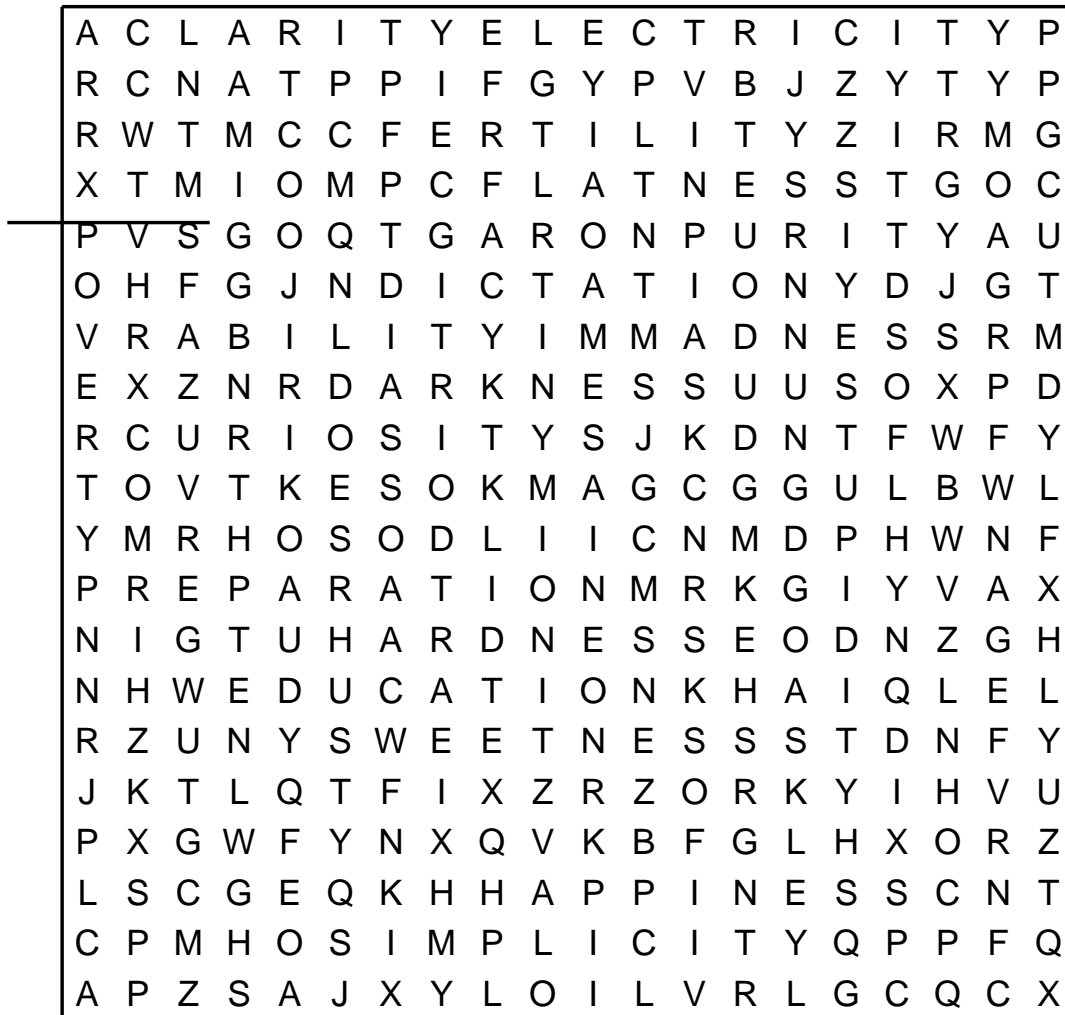 A C L A R I T Y E L E C T R I C I T Y P
R C N A T P P I F G Y P V B J Z Y T Y P
R W T M C C F E R T I L I T Y Z I R M G
X T M I O M P C F L A T N E S S T G O C
P V S G O Q T G A R O N P U R I T Y A U
O H F G J N D I C T A T I O N Y D J G T
V R A B I L I T Y I M M A D N E S S R M
E X Z N R D A R K N E S S U U S O X P D
R C U R I O S I T Y S J K D N T F W F Y
T O V T K E S O K M A G C G G U L B W L
Y M R H O S O D L I I C N M D P H W N F
P R E P A R A T I O N M R K G I Y V A X
N I G T U H A R D N E S S E O D N Z G H
N H W E D U C A T I O N K H A I Q L E L
R Z U N Y S W E E T N E S S S T D N F Y
J K T L Q T F I X Z R Z O R K Y I H V U
P X G W F Y N X Q V K B F G L H X O R Z
L S C G E Q K H H A P P I N E S S C N T
C P M H O S I M P L I C I T Y Q P P F Q
A P Z S A J X Y L O I L V R L G C Q C X